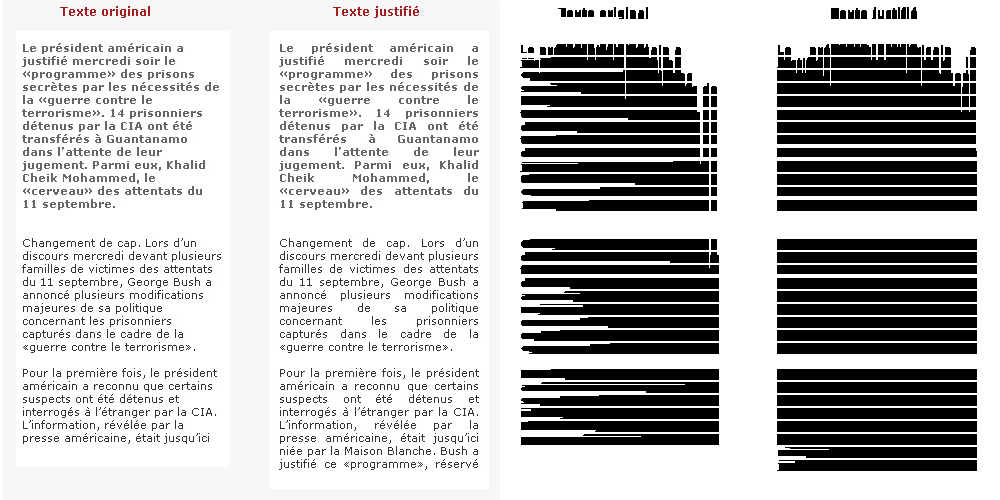 Texte original
Le président américain a
justifié mercredi soir le
«programme» des prisons
secrètes par les nécessités de
la «guerre contre le
terrorisme». 14 prisonniers
détenus par la CIA ont été
transférés à Guantanamo
dans l'attente de leur
jugement. Parmi eux, Khalid
Cheik Mohammed, le
«cerveau» des attentats du
11 septembre.
Changement de cap. Lors d'un
discours mercredi devant plusieurs
familles de victimes des attentats
du 11 septembre, George Bush a
annoncé plusieurs modifications
majeures de sa politique
concernant les prisonniers
capturés dans le cadre de la
«guerre contre le terrorisme».
Pour la première fois, le président
américain a reconnu que certains
suspects ont été détenus et
interrogés à l'étranger par la CIA.
L'information, révélée par la
presse américaine, était jusqu'ici
Texte justifié
Le président américain a
justifié mercredi soir le
«programme» des prisons
secrètes par les nécessités de
la «guerre contre le
terrorisme». 14 prisonniers
détenus par la CIA ont été
transférés à Guantanamo
dans l'attente de leur
jugement. Parmi eux, Khalid
Cheik Mohammed, le
«cerveau» des attentats du
11 septembre.
Changement de cap. Lors d'un
discours mercredi devant plusieurs
familles de victimes des attentats
du 11 septembre, George Bush a
annoncé plusieurs modifications
majeures de sa politique
concernant les prisonniers
capturés dans le cadre de la
«guerre contre le terrorisme».
Pour la première fois, le président
américain a reconnu que certains
suspects ont été détenus et
interrogés à l'étranger par la CIA.
L'information, révélée par la
presse américaine, était jusqu'ici
niée par la Maison Blanche. Bush a
justifié ce «programme», réservé
Texte original
Texte justifié